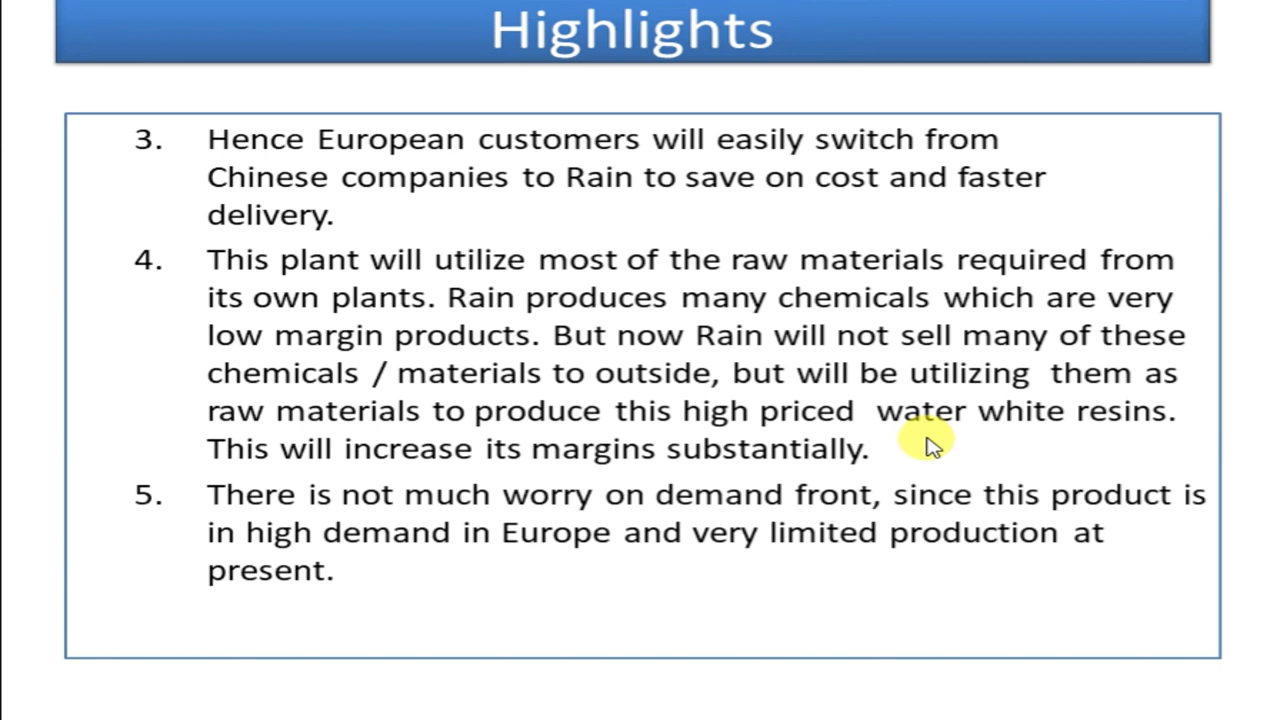 Highlights
3. Hence European customers will easily switch from
Chinese companies to Rain to save on cost and faster
delivery.
4. This plant will utilize most of the raw materials required from
its own plants. Rain produces many chemicals which are very
low margin products. But now Rain will not sell many of these
chemicals / materials to outside, but will be utilizing them as
raw materials to produce this high priced water white resins.
This will increase its margins substantially.
5. There is not much worry on demand front, since this product is
in high demand in Europe and very limited production at
present.